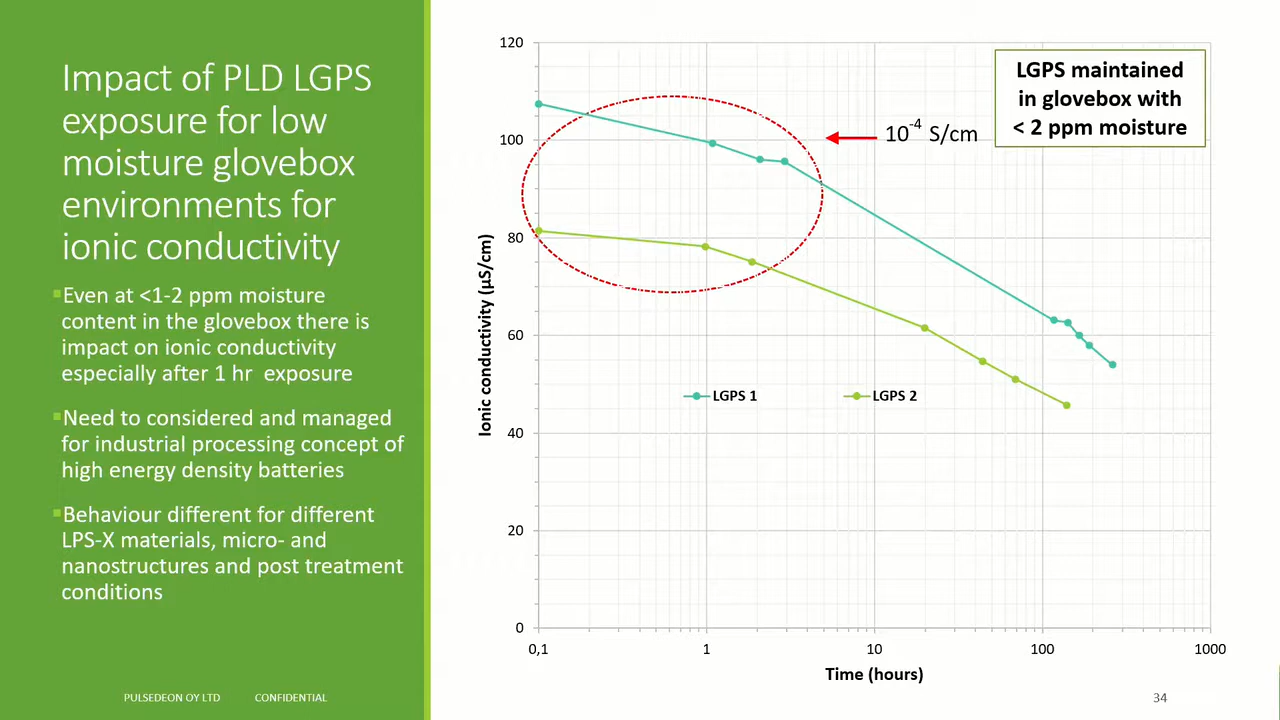 Impact of PLD LGPS
exposure for low
moisture glovebox
environments for
ionic conductivity
▪Even at <1-2 ppm moisture
content in the glovebox there is
impact on ionic conductivity
especially after 1 hr  exposure
▪Need to considered and managed
for industrial processing concept of
high energy density batteries
▪Behaviour different for different
LPS-X materials, micro- and
nanostructures and post treatment
conditions
PULSEDEON OY LTD
CONFIDENTIAL
LGPS maintained
in glovebox with
< 2 ppm moisture
10⁻⁴ S/cm
Ionic conductivity (µS/cm)
120
100
80
60
40
20
0
LGPS 1
LGPS 2
0,1
1
10
100
1000
Time (hours)
34